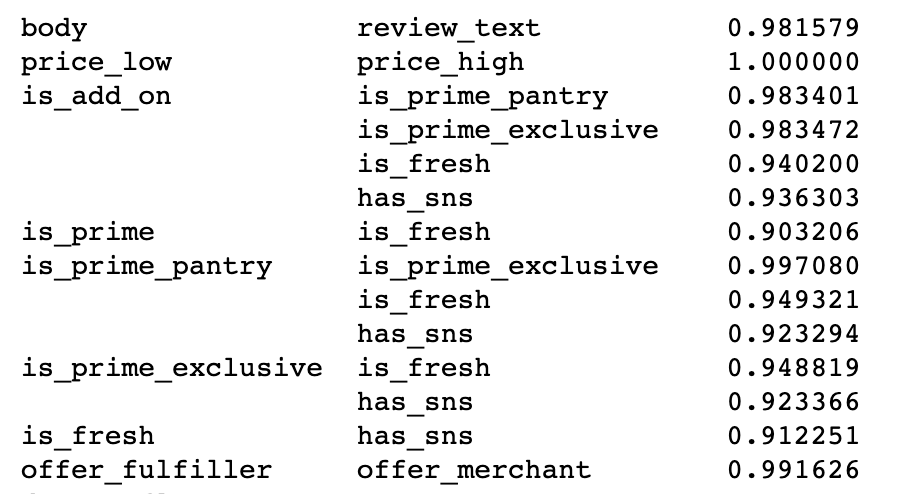 body review_text 0.981579
price_low price_high 1.000000
is_add_on is_prime_pantry 0.983401
is_prime_exclusive 0.983472
is_fresh 0.940200
has_sns 0.936303
is_prime is_fresh 0.903206
is_prime_pantry is_prime_exclusive 0.997080
is_fresh 0.949321
has_sns 0.923294
is_prime_exclusive is_fresh 0.948819
has_sns 0.923366
is_fresh has_sns 0.912251
offer_fulfiller offer_merchant 0.991626